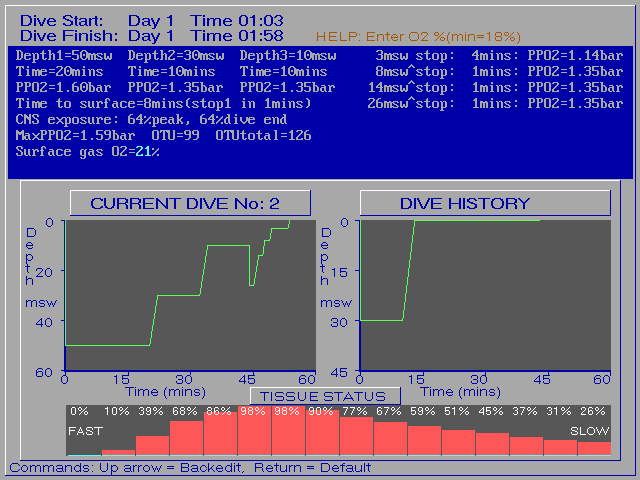 Dive Start: Day 1 Time 01:03
Dive Finish: Day 1 Time 01:58 HELP: Enter O2 %(min=18%)
Depth1=50msw Depth2=30msw Depth3=10msw 3msw stop: 4mins: PPO2=1.14bar
Time=20mins Time=10mins Time=10mins 8msw^stop: 1mins: PPO2=1.35bar
PPO2=1.60bar PPO2=1.35bar PPO2=1.35bar 14msw^stop: 1mins: PPO2=1.35bar
Time to surface=8mins(stop1 in 1mins) 26msw^stop: 1mins: PPO2=1.35bar
CNS exposure: 64%peak, 64%dive end
MaxPPO2=1.59bar OTU=99 OTUtotal=126
Surface gas O2=21%
CURRENT DIVE No: 2 DIVE HISTORY
0 0
Depth Depth
20 15
msw msw
40 30
60 45
0 15 30 45 60 0 15 30 45 60
Time (mins) Time (mins)
TISSUE STATUS
0% 10% 39% 68% 86% 98% 98% 90% 77% 67% 59% 51% 45% 37% 31% 26%
FAST SLOW
Commands: Up arrow = Backedit, Return = Default